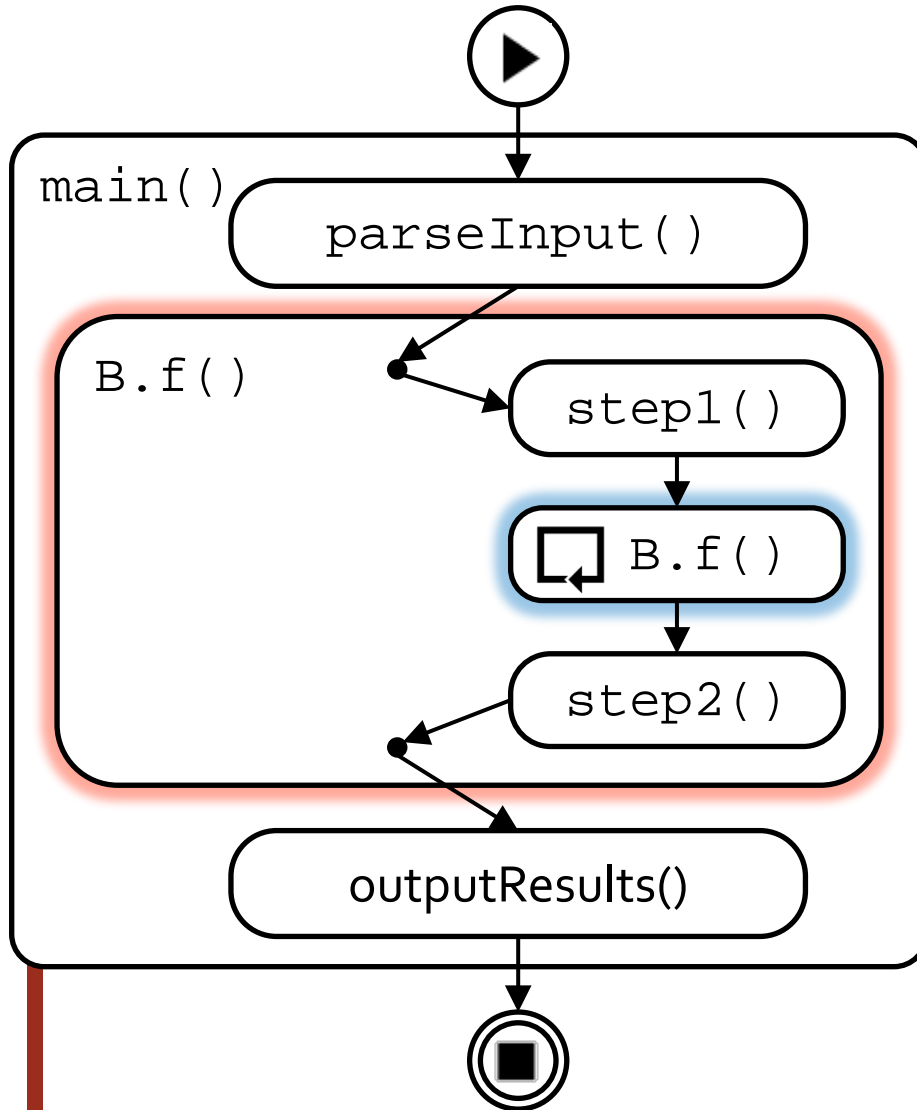 main()
parseInput()
B.f()
step1()
B.f()
step2()
outputResults()